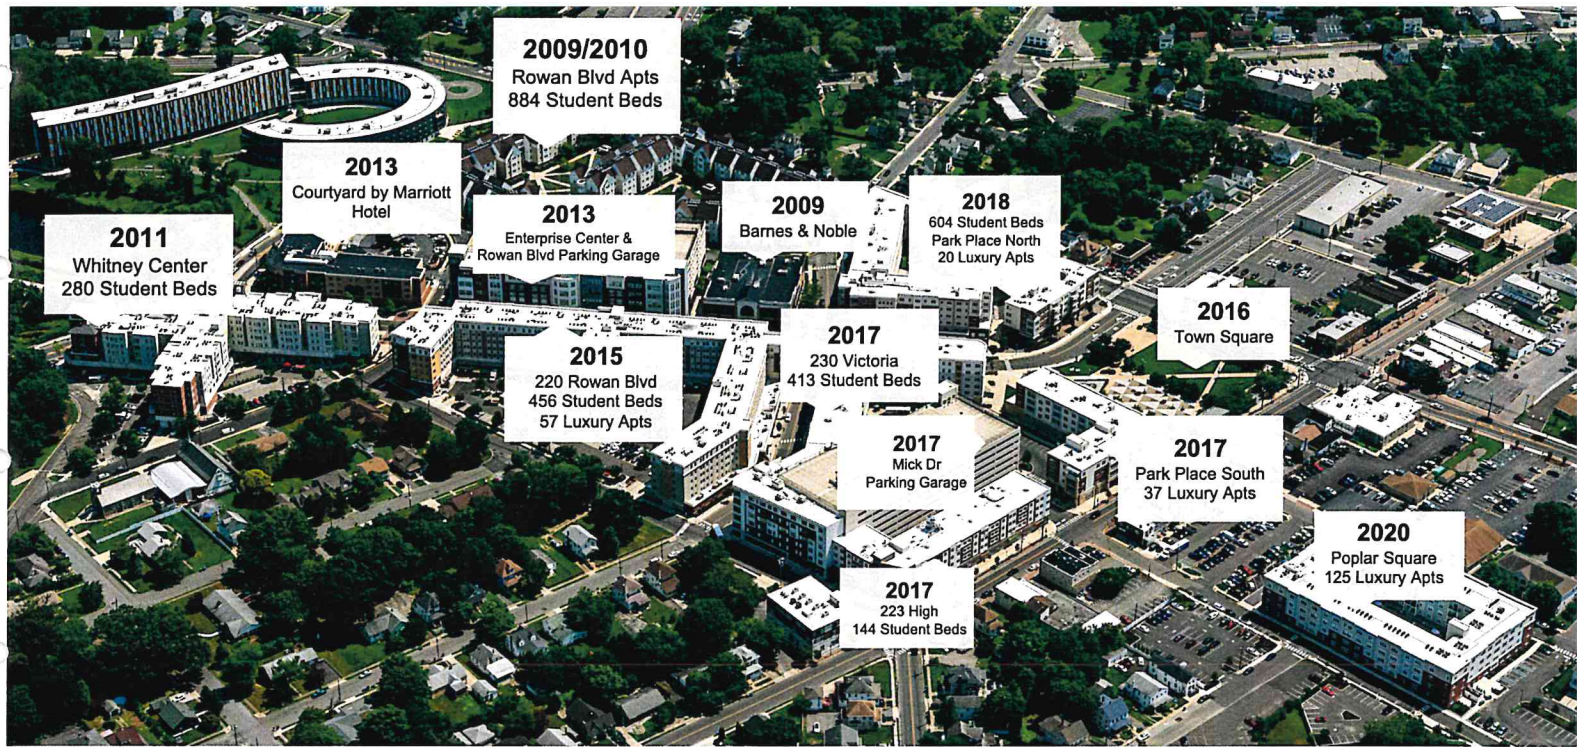 2009/2010
Rowan Blvd Apts
884 Student Beds
2013
Courtyard by Marriott
Hotel
2013
Enterprise Center &
Rowan Blvd Parking Garage
2009
Barnes & Noble
2018
604 Student Beds
Park Place North
20 Luxury Apts
2011
Whitney Center
280 Student Beds
2016
Town Square
2015
220 Rowan Blvd
456 Student Beds
57 Luxury Apts
2017
230 Victoria
413 Student Beds
2017
Mick Dr
Parking Garage
2017
Park Place South
37 Luxury Apts
2020
Poplar Square
125 Luxury Apts
2017
223 High
144 Student Beds